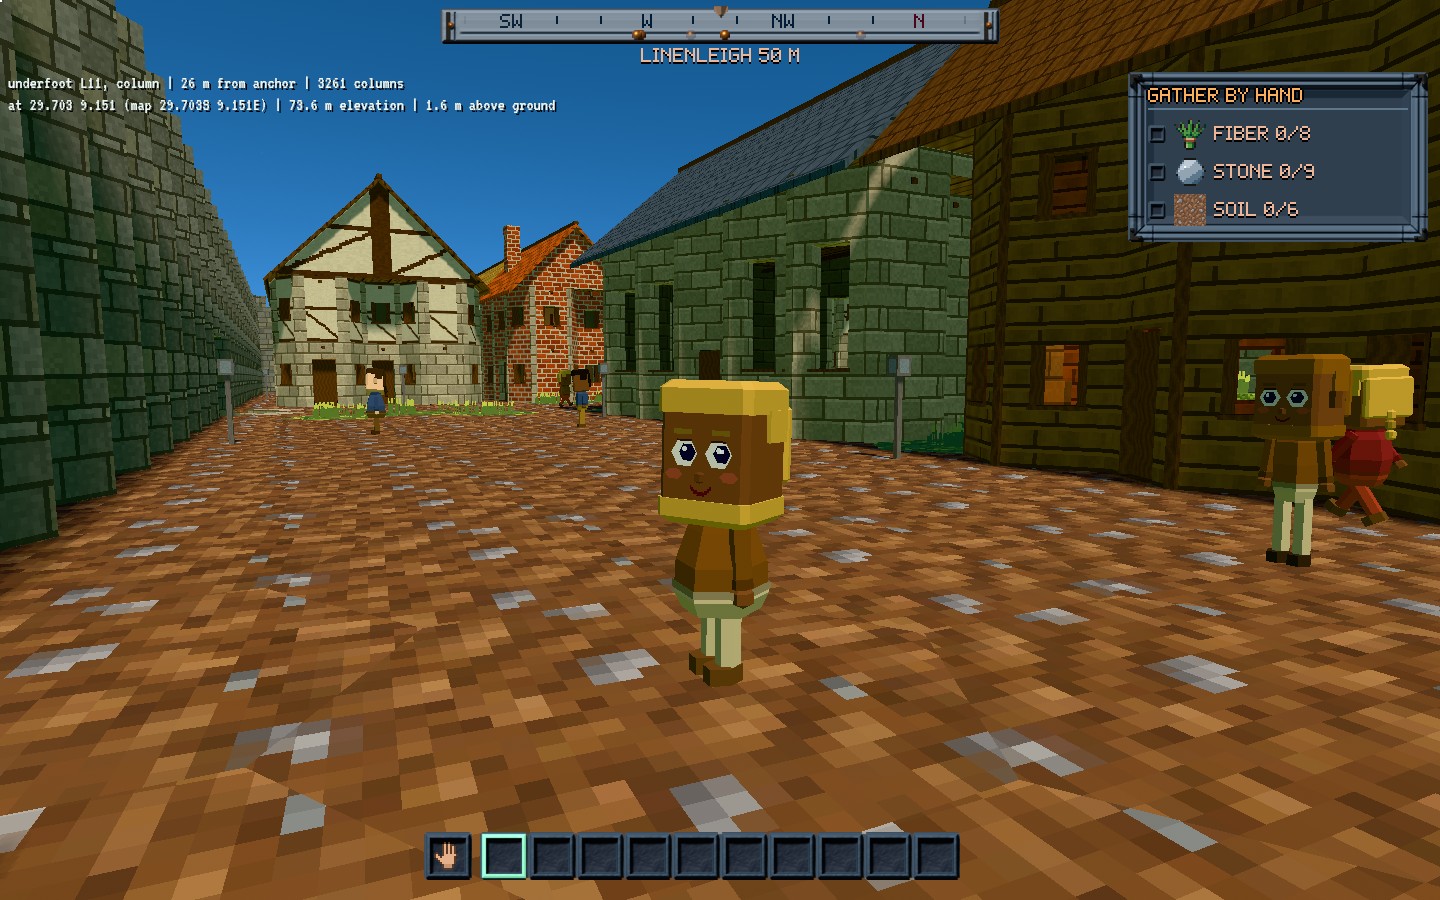 SW W NW N
LINENLEIGH 50 M
underfoot L11, column | 26 m from anchor | 3261 columns
at 29.703 9.151 (map 29.703S 9.151E) | 73.6 m elevation | 1.6 m above ground
GATHER BY HAND
FIBER 0/8
STONE 0/9
SOIL 0/6